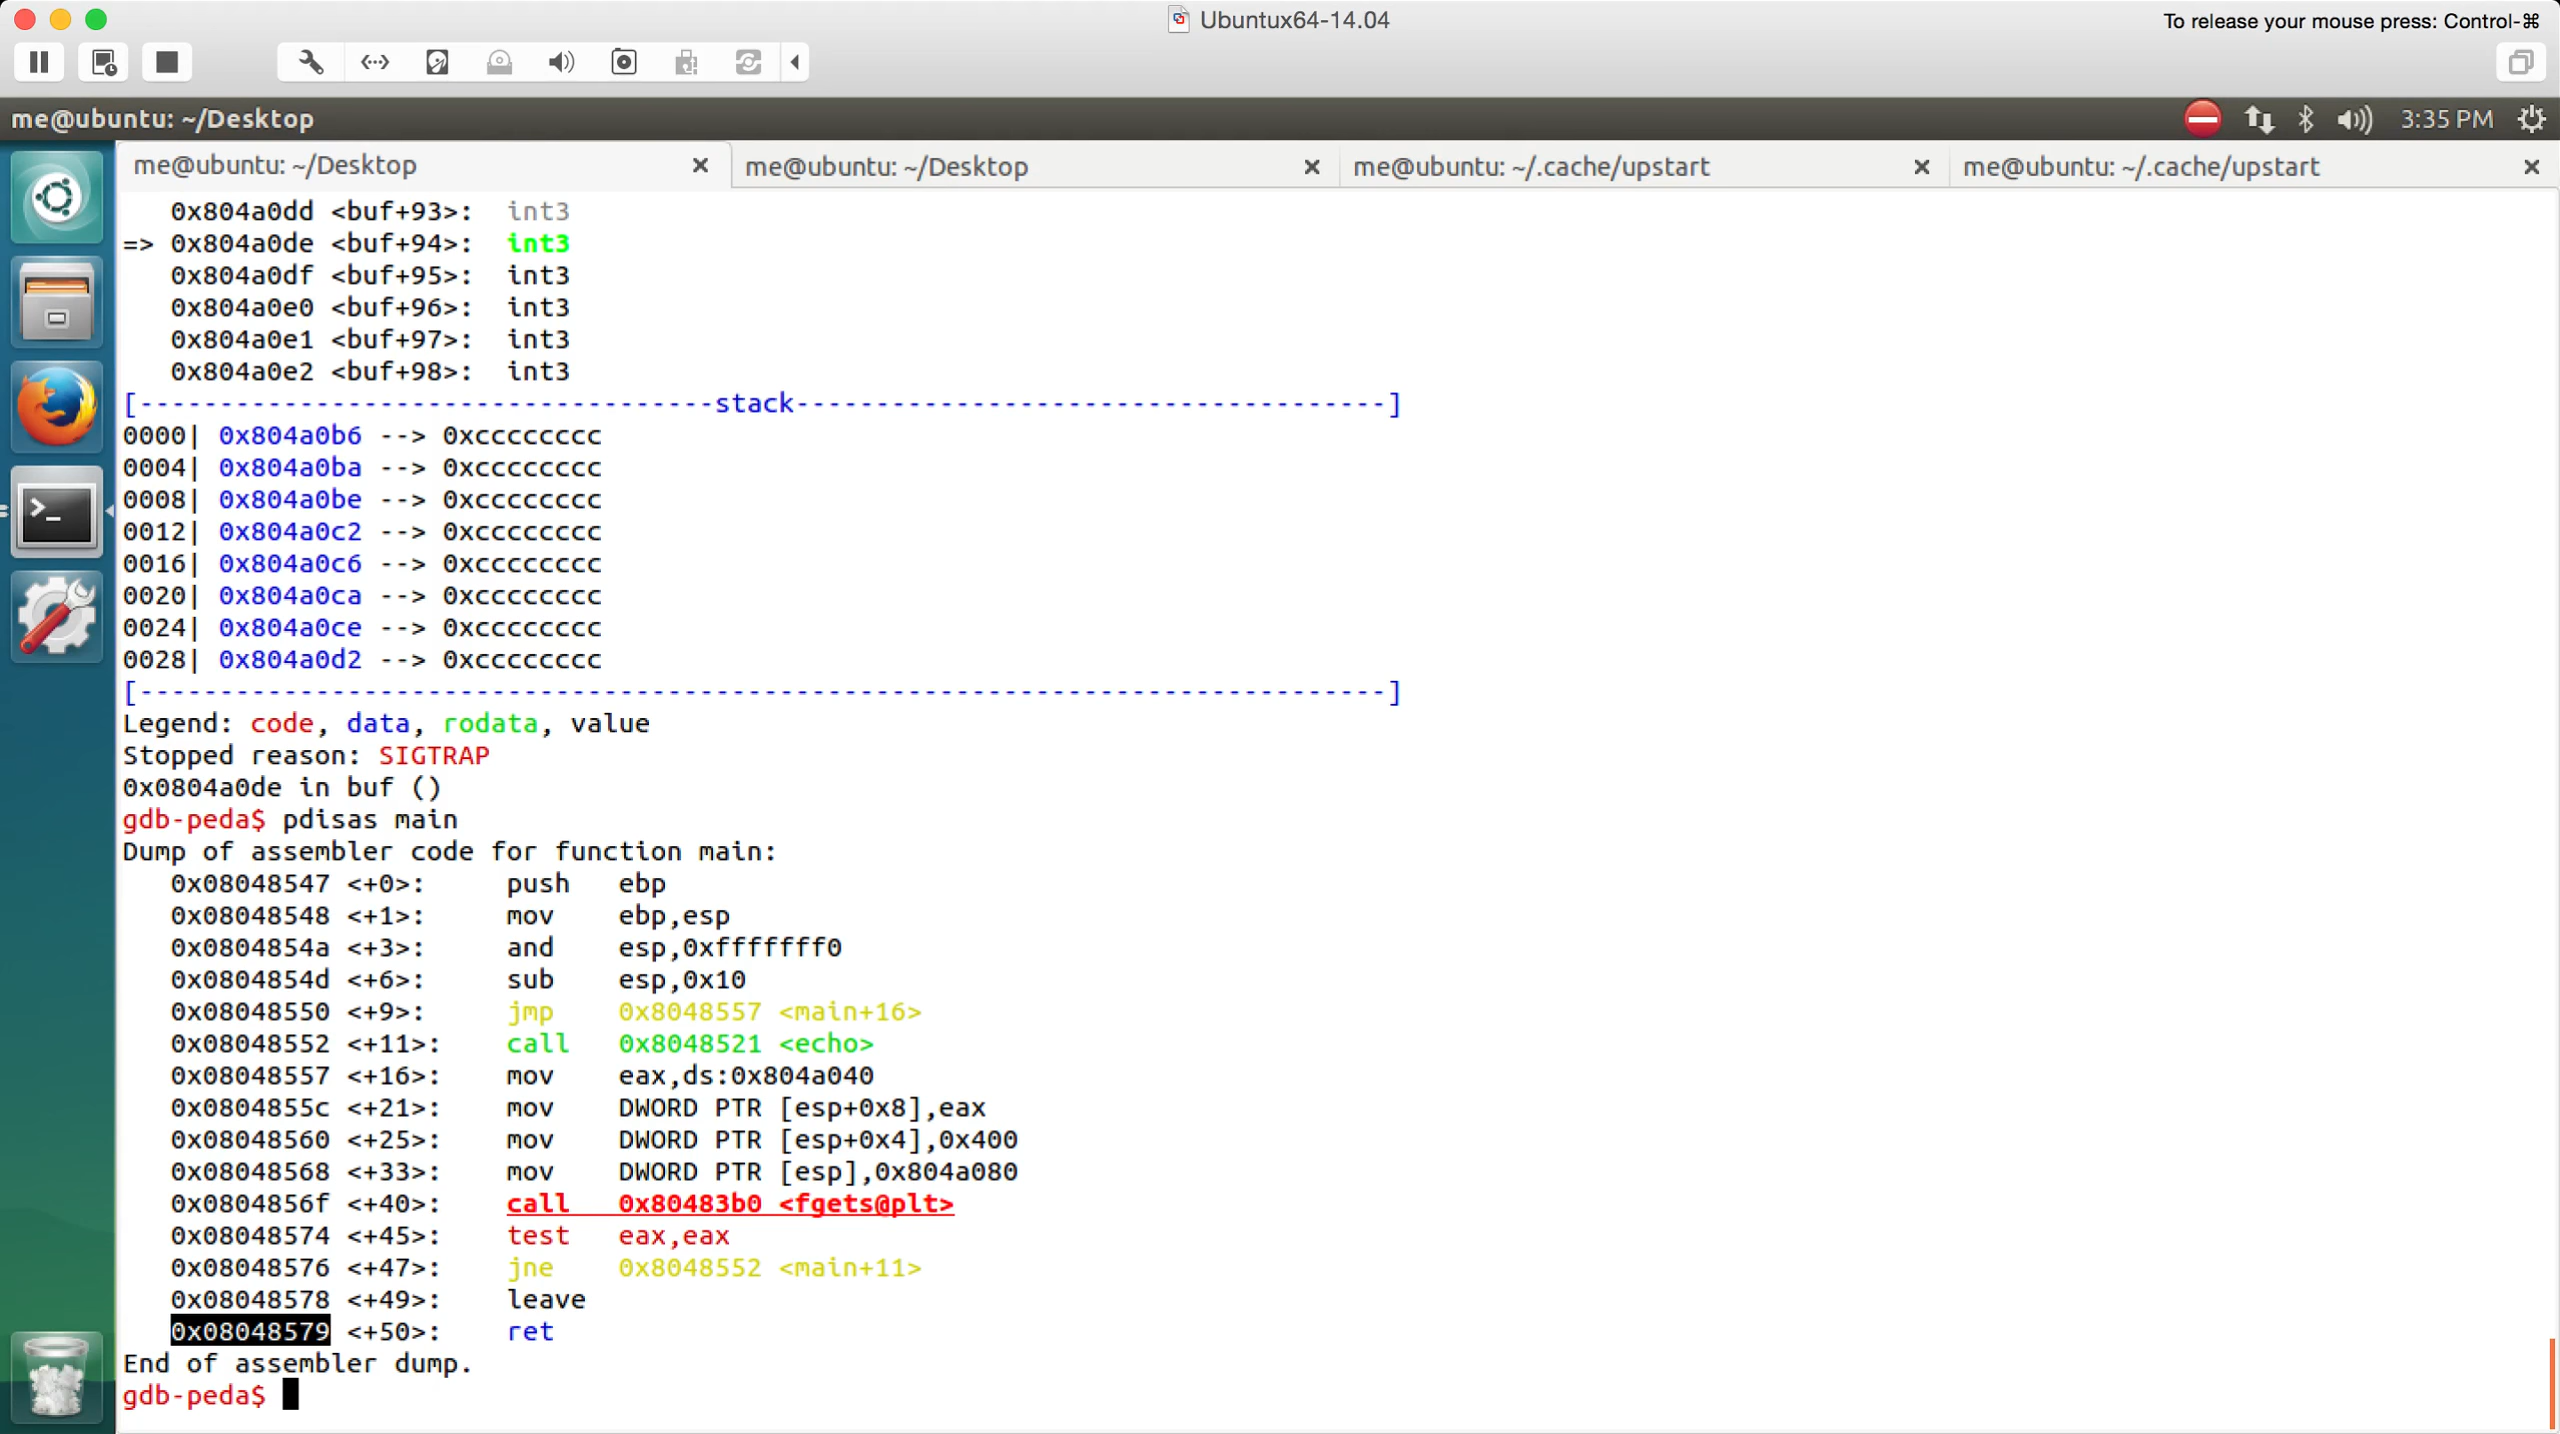 Ubuntux64-14.04
To release your mouse press: Control-⌘
me@ubuntu: ~/Desktop
3:35 PM
me@ubuntu: ~/Desktop
me@ubuntu: ~/Desktop
me@ubuntu: ~/.cache/upstart
me@ubuntu: ~/.cache/upstart
   0x804a0dd <buf+93>:  int3
=> 0x804a0de <buf+94>:  int3
   0x804a0df <buf+95>:  int3
   0x804a0e0 <buf+96>:  int3
   0x804a0e1 <buf+97>:  int3
   0x804a0e2 <buf+98>:  int3
[------------------------------------stack-------------------------------------]
0000| 0x804a0b6 --> 0xcccccccc
0004| 0x804a0ba --> 0xcccccccc
0008| 0x804a0be --> 0xcccccccc
0012| 0x804a0c2 --> 0xcccccccc
0016| 0x804a0c6 --> 0xcccccccc
0020| 0x804a0ca --> 0xcccccccc
0024| 0x804a0ce --> 0xcccccccc
0028| 0x804a0d2 --> 0xcccccccc
[------------------------------------------------------------------------------]
Legend: code, data, rodata, value
Stopped reason: SIGTRAP
0x0804a0de in buf ()
gdb-peda$ pdisas main
Dump of assembler code for function main:
   0x08048547 <+0>:     push   ebp
   0x08048548 <+1>:     mov    ebp,esp
   0x0804854a <+3>:     and    esp,0xfffffff0
   0x0804854d <+6>:     sub    esp,0x10
   0x08048550 <+9>:     jmp    0x8048557 <main+16>
   0x08048552 <+11>:    call   0x8048521 <echo>
   0x08048557 <+16>:    mov    eax,ds:0x804a040
   0x0804855c <+21>:    mov    DWORD PTR [esp+0x8],eax
   0x08048560 <+25>:    mov    DWORD PTR [esp+0x4],0x400
   0x08048568 <+33>:    mov    DWORD PTR [esp],0x804a080
   0x0804856f <+40>:    call   0x80483b0 <fgets@plt>
   0x08048574 <+45>:    test   eax,eax
   0x08048576 <+47>:    jne    0x8048552 <main+11>
   0x08048578 <+49>:    leave
   0x08048579 <+50>:    ret
End of assembler dump.
gdb-peda$